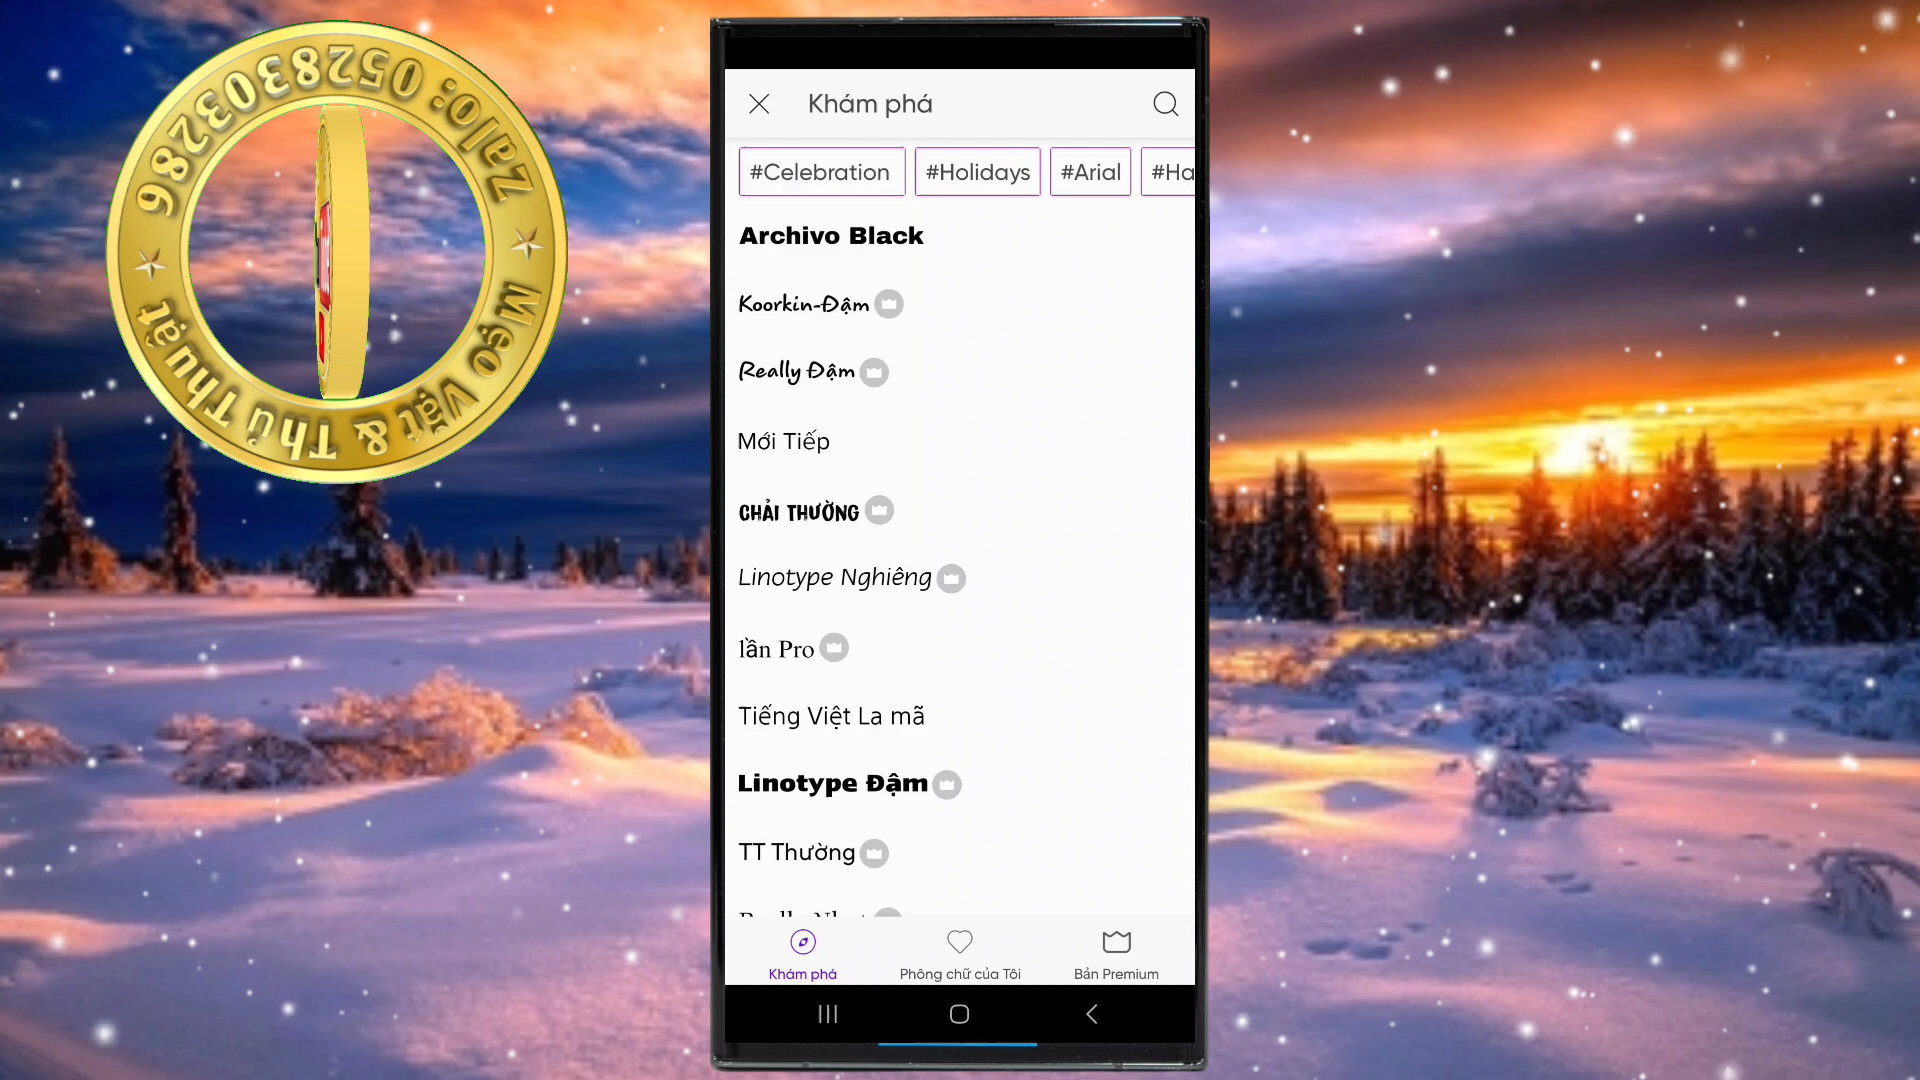 Zalo: 0528303286
Mẹo Vặt & Thủ Thuật
Khám phá
#Celebration
#Holidays
#Arial
#Ha
Archivo Black
Koorkin-Đậm
Really Đậm
Mới Tiếp
CHẢI THƯỜNG
Linotype Nghiêng
lần Pro
Tiếng Việt La mã
Linotype Đậm
TT Thường
Khám phá
Phông chữ của Tôi
Bản Premium